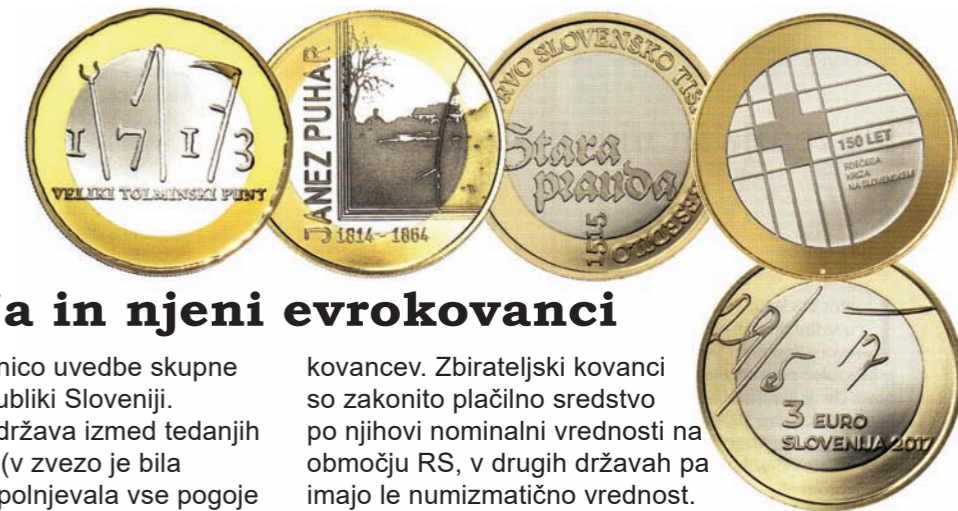 1713
VELIKI TOLMINSKI PUNT
JANEZ PUHAR
1814-1864
SLOVENSKO
Stara
pravda
1515
150 LET
RDEČEGA
KRIŽA
NA SLOVENSKEM
3 EURO
SLOVENIJA 2017
a in njeni evrokovanci
nico uvedbe skupne
ubliki Sloveniji.
država izmed tedanjih
(v zvezo je bila
polnjevala vse pogoje
kovancev. Zbirateljski kovanci
so zakonito plačilno sredstvo
po njihovi nominalni vrednosti na
območju RS, v drugih državah pa
imajo le numizmatično vrednost.